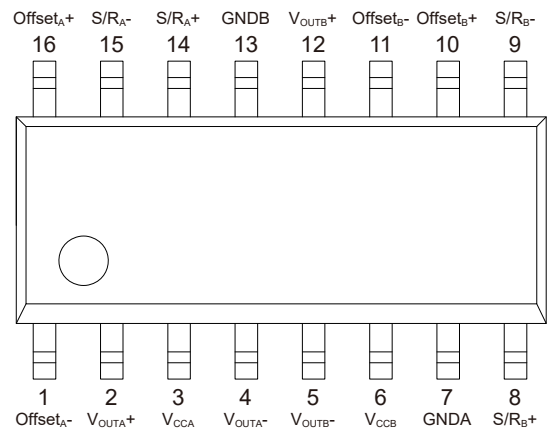 Offset_A+ S/R_A- S/R_A+ GNDB V_OUTB+ Offset_B- Offset_B+ S/R_B-
16 15 14 13 12 11 10 9
1 2 3 4 5 6 7 8
Offset_A- V_OUTA+ V_CCA V_OUTA- V_OUTB- V_CCB GNDA S/R_B+